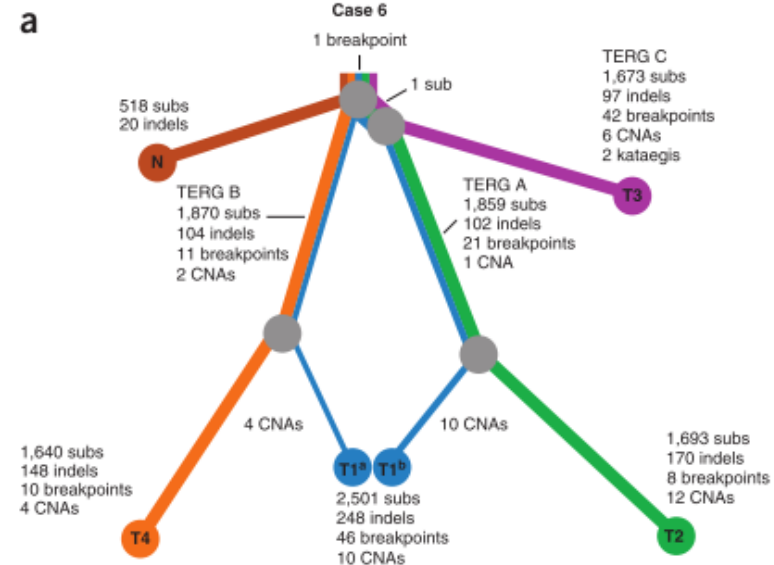 a
Case 6
1 breakpoint
1 sub
TERG C
1,673 subs
97 indels
42 breakpoints
6 CNAs
2 kataegis
518 subs
20 indels
N
T3
TERG B
1,870 subs
104 indels
11 breakpoints
2 CNAs
TERG A
1,859 subs
102 indels
21 breakpoints
1 CNA
4 CNAs
10 CNAs
1,640 subs
148 indels
10 breakpoints
4 CNAs
T4
T1a
T1b
2,501 subs
248 indels
46 breakpoints
10 CNAs
1,693 subs
170 indels
8 breakpoints
12 CNAs
T2